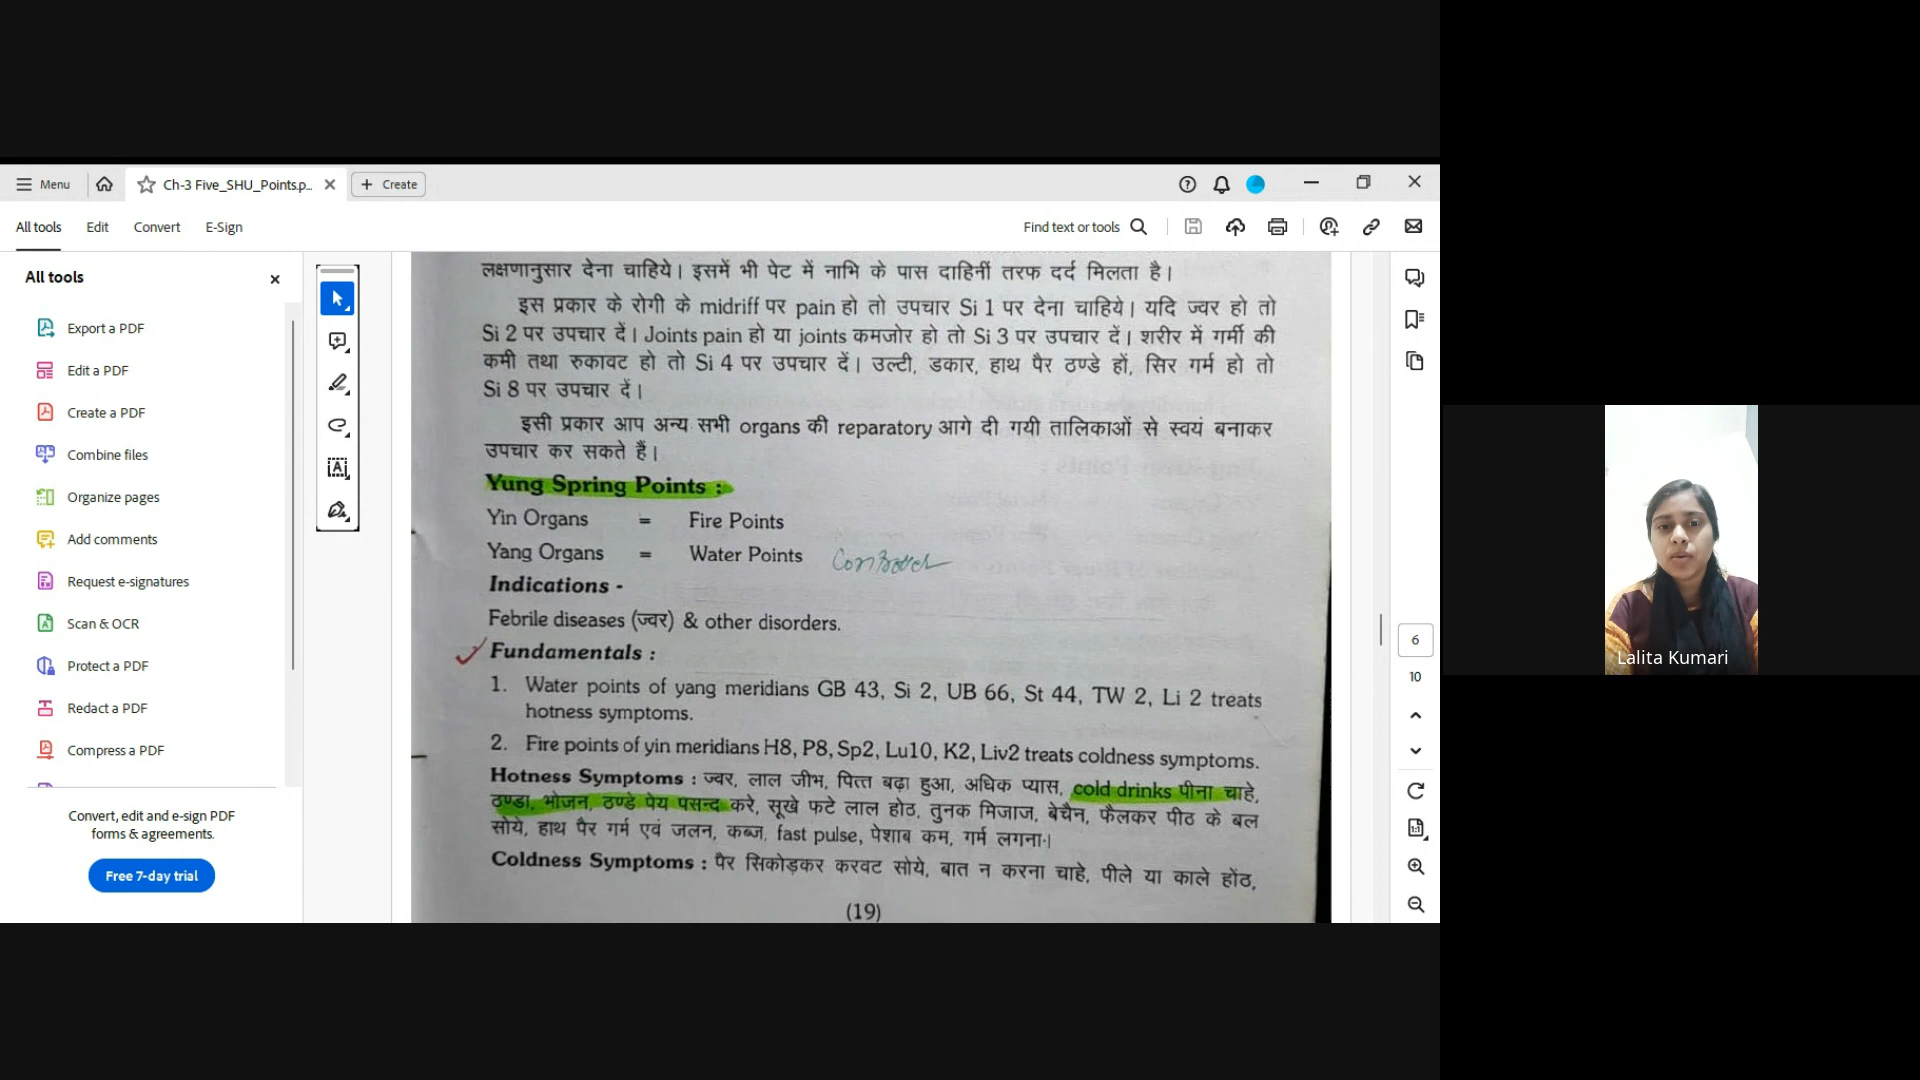 Menu
Ch-3 Five_SHU_Points.p...
Create
All tools
Edit
Convert
E-Sign
Find text or tools
All tools
Export a PDF
Edit a PDF
Create a PDF
Combine files
Organize pages
Add comments
Request e-signatures
Scan & OCR
Protect a PDF
Redact a PDF
Compress a PDF
Convert, edit and e-sign PDF
forms & agreements.
Free 7-day trial
लक्षणानुसार देना चाहिये। इसमें भी पेट में नाभि के पास दाहिनीं तरफ दर्द मिलता है।
इस प्रकार के रोगी के midriff पर pain हो तो उपचार Si 1 पर देना चाहिये। यदि ज्वर हो तो
Si 2 पर उपचार दें। Joints pain हो या joints कमजोर हो तो Si 3 पर उपचार दें। शरीर में गर्मी की
कमी तथा रुकावट हो तो Si 4 पर उपचार दें। उल्टी, डकार, हाथ पैर ठण्डे हों, सिर गर्म हो तो
Si 8 पर उपचार दें।
इसी प्रकार आप अन्य सभी organs की reparatory आगे दी गयी तालिकाओं से स्वयं बनाकर
उपचार कर सकते हैं।
Yung Spring Points :
Yin Organs = Fire Points
Yang Organs = Water Points
Indications -
Febrile diseases (ज्वर) & other disorders.
Fundamentals :
1. Water points of yang meridians GB 43, Si 2, UB 66, St 44, TW 2, Li 2 treats
hotness symptoms.
2. Fire points of yin meridians H8, P8, Sp2, Lu10, K2, Liv2 treats coldness symptoms.
Hotness Symptoms : ज्वर, लाल जीभ, पित्त बढ़ा हुआ, अधिक प्यास, cold drinks पीना चाहे,
ठण्डा, भोजन, ठण्डे पेय पसन्द करे, सूखे फटे लाल होठ, तुनक मिजाज, बेचैन, फैलकर पीठ के बल
सोये, हाथ पैर गर्म एवं जलन, कब्ज, fast pulse, पेशाब कम, गर्म लगना।
Coldness Symptoms : पैर सिकोड़कर करवट सोये, बात न करना चाहे, पीले या काले होंठ,
(19)
6
10
Lalita Kumari